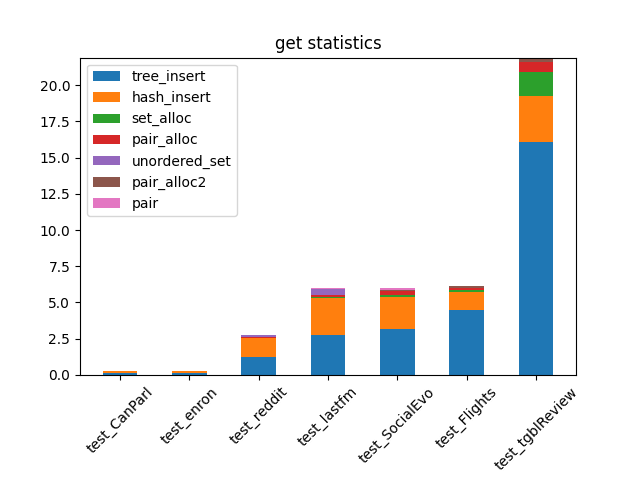 get statistics
tree_insert
hash_insert
set_alloc
pair_alloc
unordered_set
pair_alloc2
pair
20.0
17.5
15.0
12.5
10.0
7.5
5.0
2.5
0.0
test_CanParl
test_enron
test_reddit
test_lastfm
test_SocialEvo
test_Flights
test_tgblReview